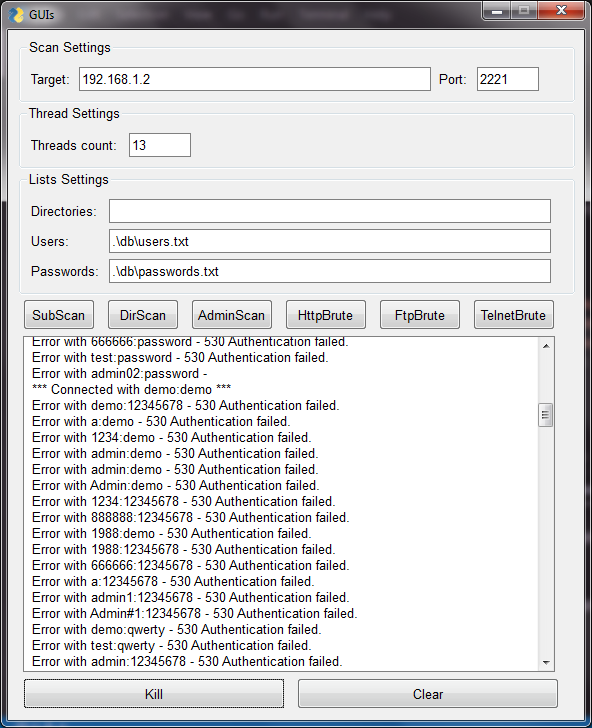 GUIs
Scan Settings
Target: 192.168.1.2 Port: 2221
Thread Settings
Threads count: 13
Lists Settings
Directories:
Users: .\db\users.txt
Passwords: .\db\passwords.txt
SubScan DirScan AdminScan HttpBrute FtpBrute TelnetBrute
Error with 666666:password - 530 Authentication failed.
Error with test:password - 530 Authentication failed.
Error with admin02:password -
*** Connected with demo:demo ***
Error with demo:12345678 - 530 Authentication failed.
Error with a:demo - 530 Authentication failed.
Error with 1234:demo - 530 Authentication failed.
Error with admin:demo - 530 Authentication failed.
Error with admin:demo - 530 Authentication failed.
Error with Admin:demo - 530 Authentication failed.
Error with 1234:12345678 - 530 Authentication failed.
Error with 888888:12345678 - 530 Authentication failed.
Error with 1988:demo - 530 Authentication failed.
Error with 1988:12345678 - 530 Authentication failed.
Error with 666666:12345678 - 530 Authentication failed.
Error with a:12345678 - 530 Authentication failed.
Error with admin1:12345678 - 530 Authentication failed.
Error with Admin#1:12345678 - 530 Authentication failed.
Error with demo:qwerty - 530 Authentication failed.
Error with test:qwerty - 530 Authentication failed.
Error with admin:12345678 - 530 Authentication failed.
Kill Clear